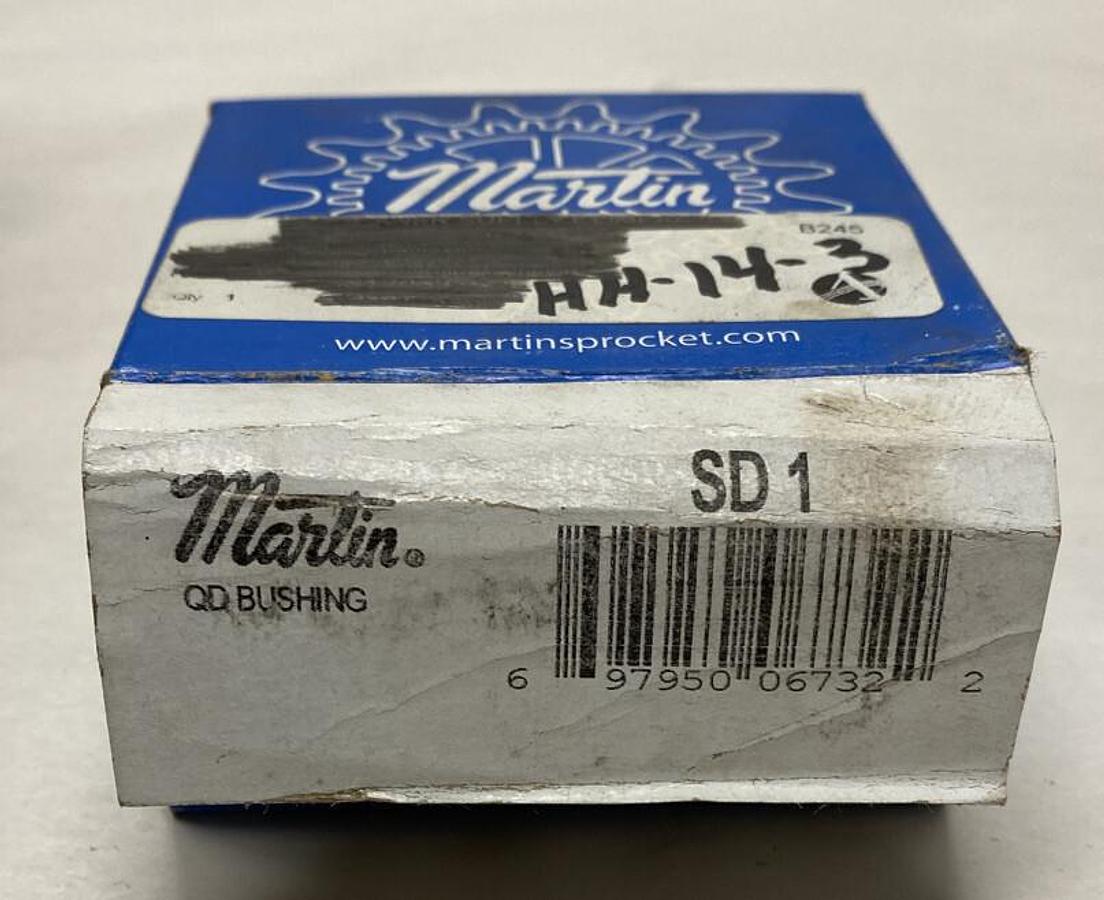 Martin
B245
HH-14-3
Qty 1
www.martinsprocket.com
SD 1
Martin®
QD BUSHING
6 97950 06732 2